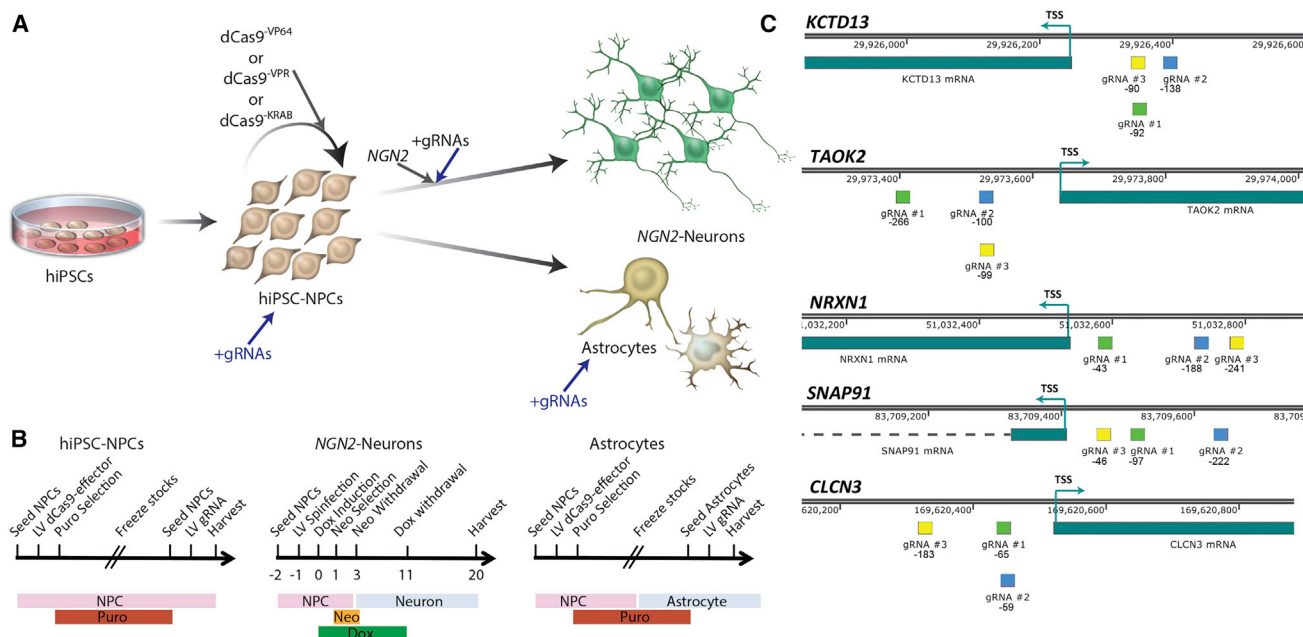 A
dCas9-VP64
or
dCas9-VPR
or
dCas9-KRAB
NGN2
+gRNAs
hiPSCs
hiPSC-NPCs
+gRNAs
NGN2-Neurons
Astrocytes
+gRNAs
B
hiPSC-NPCs
Seed NPCs
LV dCas9-effector
Puro Selection
Freeze stocks
Seed NPCs
LV gRNA
Harvest
NPC
Puro
NGN2-Neurons
Seed NPCs
LV Spinfection
Dox Induction
Neo Selection
Neo Withdrawal
Dox withdrawal
Harvest
-2 -1 0 1 3 11 20
NPC Neuron
Neo
Dox
Astrocytes
Seed NPCs
LV dCas9-effector
Puro Selection
Freeze stocks
Seed Astrocytes
LV gRNA
Harvest
NPC Astrocyte
Puro
C
KCTD13
TSS
29,926,000 29,926,200 29,926,400 29,926,600
KCTD13 mRNA
gRNA #3 gRNA #2
-90 -138
gRNA #1
-92
TAOK2
TSS
29,973,400 29,973,600 29,973,800 29,974,000
TAOK2 mRNA
gRNA #1 gRNA #2
-266 -100
gRNA #3
-99
NRXN1
TSS
1,032,200 51,032,400 51,032,600 51,032,800
NRXN1 mRNA
gRNA #1 gRNA #2 gRNA #3
-43 -188 -241
SNAP91
TSS
83,709,200 83,709,400 83,709,600 83,709
SNAP91 mRNA
gRNA #3 gRNA #1 gRNA #2
-46 -97 -222
CLCN3
TSS
620,200 169,620,400 169,620,600 169,620,800
CLCN3 mRNA
gRNA #3 gRNA #1
-183 -65
gRNA #2
-59